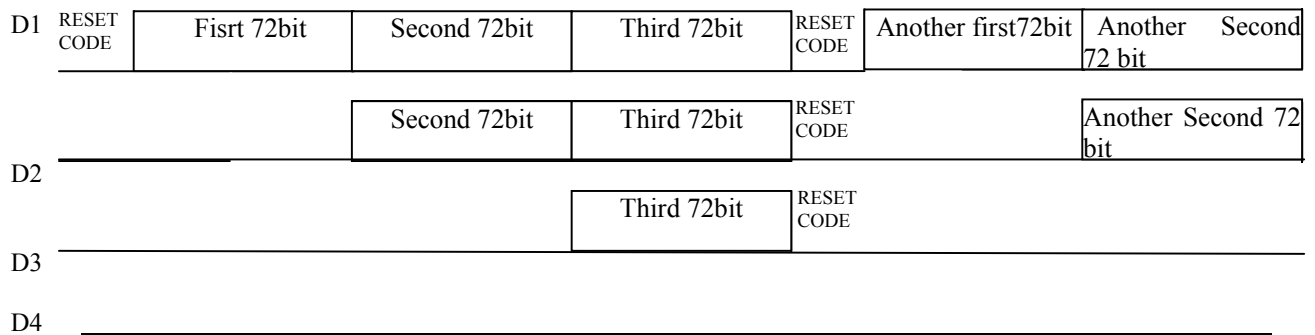 D1 RESET CODE Fisrt 72bit Second 72bit Third 72bit RESET CODE Another first72bit Another Second 72 bit
Second 72bit Third 72bit RESET CODE Another Second 72 bit
D2
Third 72bit RESET CODE
D3
D4